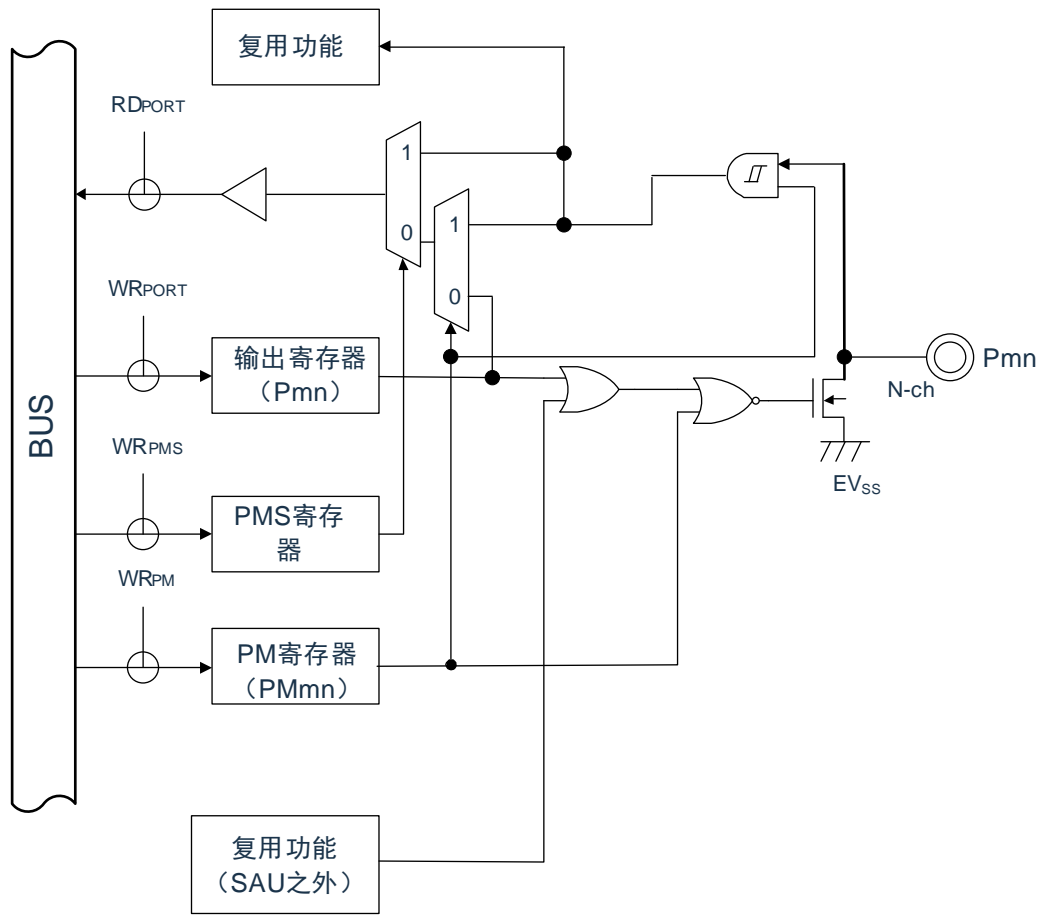 复用功能
RDPORT
1
0
1
0
WRPORT
输出寄存器
（Pmn）
Pmn
N-ch
EVSS
BUS
WRPMS
PMS寄存
器
WRPM
PM寄存器
（PMmn）
复用功能
（SAU之外）